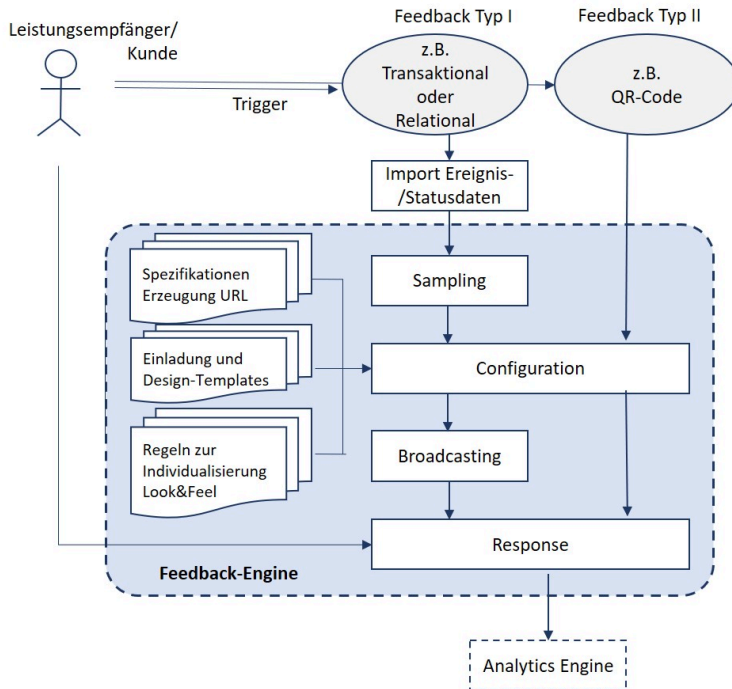 Leistungsempfänger/
Kunde
Trigger
Feedback Typ I
z.B.
Transaktional
oder
Relational
Feedback Typ II
z.B.
QR-Code
Import Ereignis-
/Statusdaten
Spezifikationen
Erzeugung URL
Sampling
Einladung und
Design-Templates
Configuration
Regeln zur
Individualisierung
Look&Feel
Broadcasting
Response
Feedback-Engine
Analytics Engine